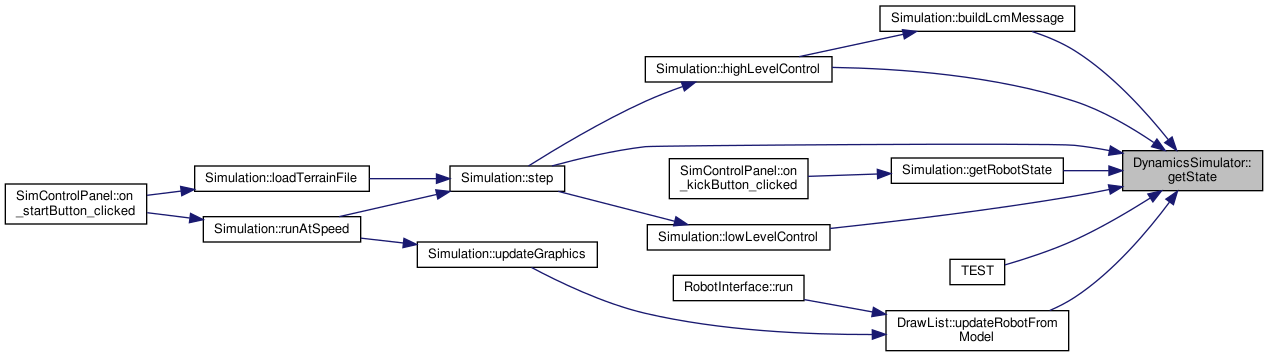 Simulation::buildLcmMessage
Simulation::highLevelControl
DynamicsSimulator::
getState
SimControlPanel::on
_kickButton_clicked
Simulation::getRobotState
Simulation::loadTerrainFile
Simulation::step
SimControlPanel::on
_startButton_clicked
Simulation::runAtSpeed
Simulation::lowLevelControl
Simulation::updateGraphics
TEST
RobotInterface::run
DrawList::updateRobotFrom
Model